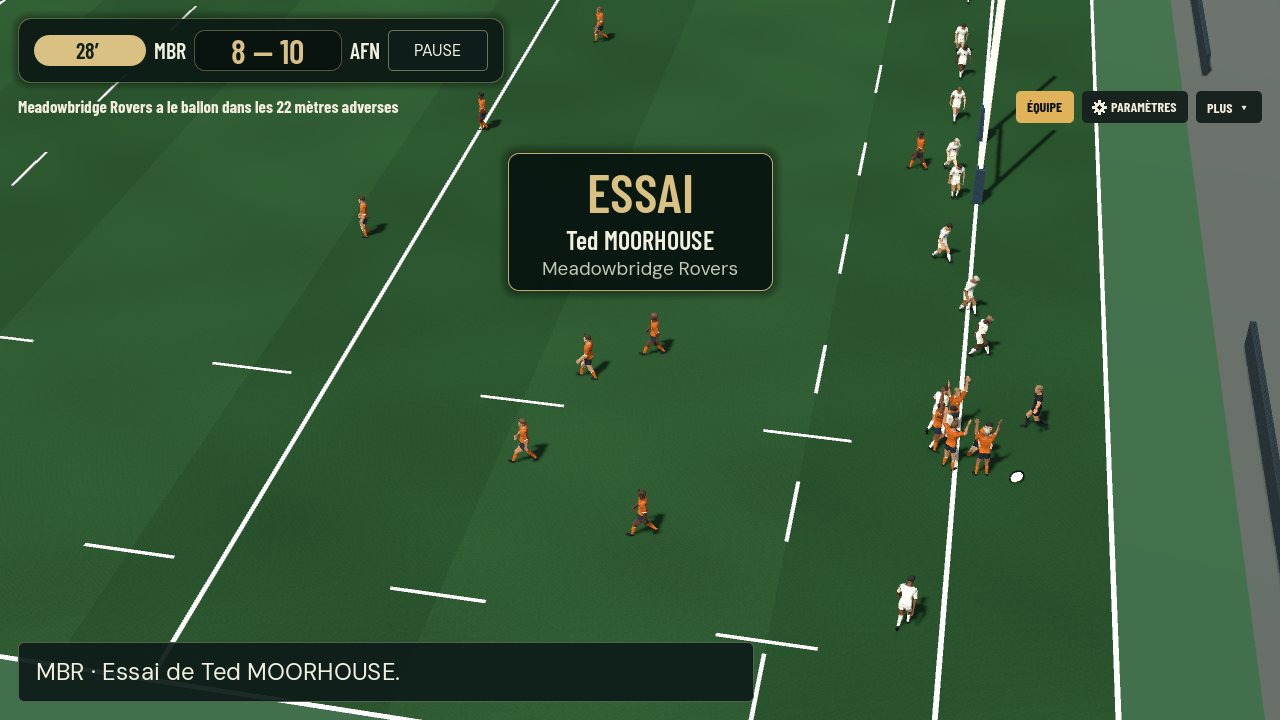 28′ MBR 8 – 10 AFN PAUSE
Meadowbridge Rovers a le ballon dans les 22 mètres adverses
ÉQUIPE PARAMÈTRES PLUS ▼
ESSAI
Ted MOORHOUSE
Meadowbridge Rovers
MBR · Essai de Ted MOORHOUSE.